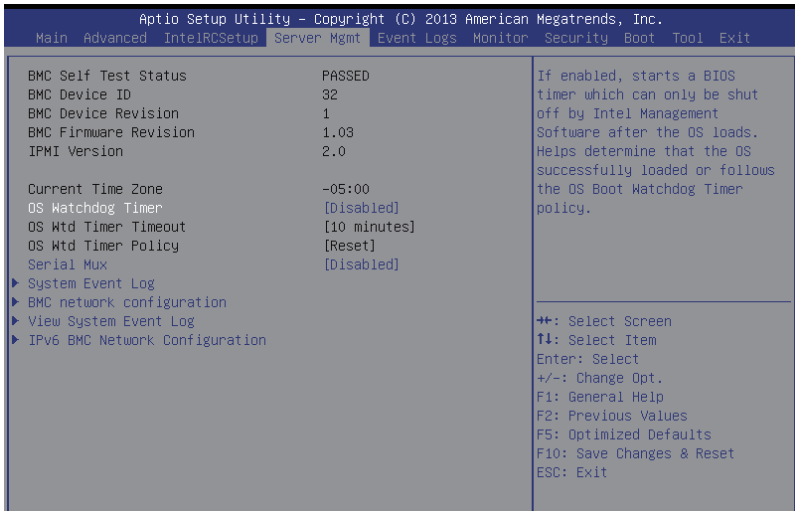 Aptio Setup Utility – Copyright (C) 2013 American Megatrends, Inc.
Main Advanced IntelRCSetup Server Mgmt Event Logs Monitor Security Boot Tool Exit
BMC Self Test Status PASSED
BMC Device ID 32
BMC Device Revision 1
BMC Firmware Revision 1.03
IPMI Version 2.0
Current Time Zone -05:00
OS Watchdog Timer [Disabled]
OS Wtd Timer Timeout [10 minutes]
OS Wtd Timer Policy [Reset]
Serial Mux [Disabled]
System Event Log
BMC network configuration
View System Event Log
IPv6 BMC Network Configuration
If enabled, starts a BIOS
timer which can only be shut
off by Intel Management
Software after the OS loads.
Helps determine that the OS
successfully loaded or follows
the OS Boot Watchdog Timer
policy.
→←: Select Screen
↑↓: Select Item
Enter: Select
+/-: Change Opt.
F1: General Help
F2: Previous Values
F5: Optimized Defaults
F10: Save Changes & Reset
ESC: Exit